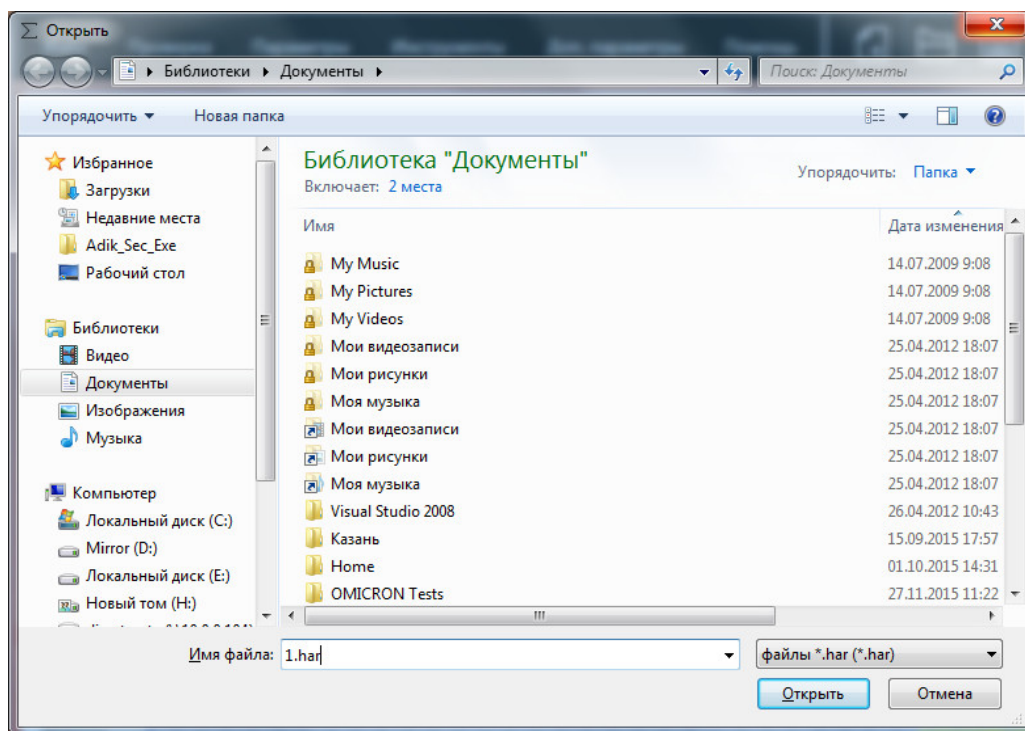 Открыть
Библиотеки Документы
Поиск: Документы
Упорядочить Новая папка
Избранное
Загрузки
Недавние места
Adik_Sec_Exe
Рабочий стол
Библиотеки
Видео
Документы
Изображения
Музыка
Компьютер
Локальный диск (C:)
Mirror (D:)
Локальный диск (E:)
Новый том (H:)
Библиотека "Документы"
Включает: 2 места
Упорядочить: Папка
Имя Дата изменения
My Music 14.07.2009 9:08
My Pictures 14.07.2009 9:08
My Videos 14.07.2009 9:08
Мои видеозаписи 25.04.2012 18:07
Мои рисунки 25.04.2012 18:07
Моя музыка 25.04.2012 18:07
Мои видеозаписи 25.04.2012 18:07
Мои рисунки 25.04.2012 18:07
Моя музыка 25.04.2012 18:07
Visual Studio 2008 26.04.2012 10:43
Казань 15.09.2015 17:57
Home 01.10.2015 14:31
OMICRON Tests 27.11.2015 11:22
Имя файла: 1.har файлы *.har (*.har)
Открыть Отмена